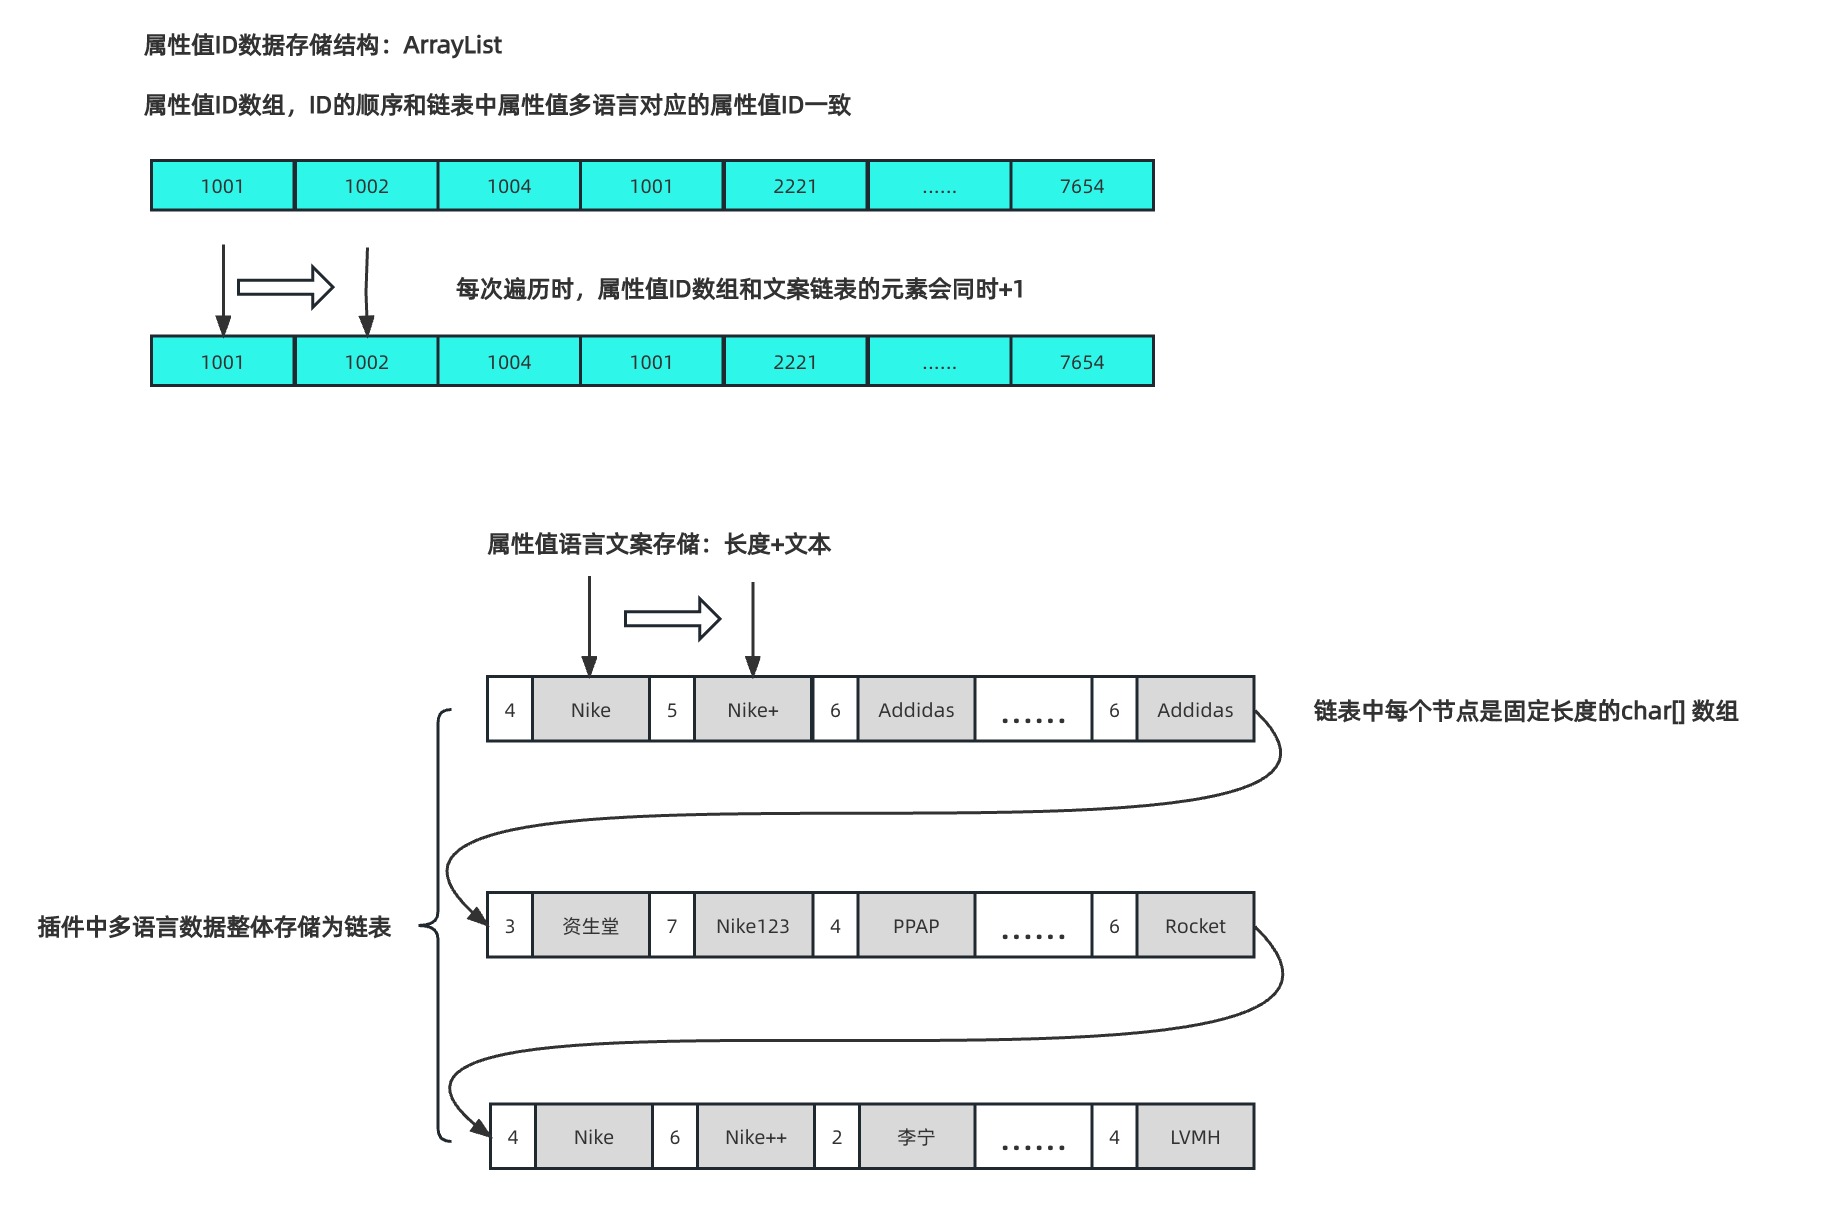 属性值ID数据存储结构：ArrayList
属性值ID数组，ID的顺序和链表中属性值多语言对应的属性值ID一致
1001 1002 1004 1001 2221 ...... 7654
每次遍历时，属性值ID数组和文案链表的元素会同时+1
1001 1002 1004 1001 2221 ...... 7654
属性值语言文案存储：长度+文本
4 Nike 5 Nike+ 6 Addidas ...... 6 Addidas
链表中每个节点是固定长度的char[] 数组
插件中多语言数据整体存储为链表
3 资生堂 7 Nike123 4 PPAP ...... 6 Rocket
4 Nike 6 Nike++ 2 李宁 ...... 4 LVMH